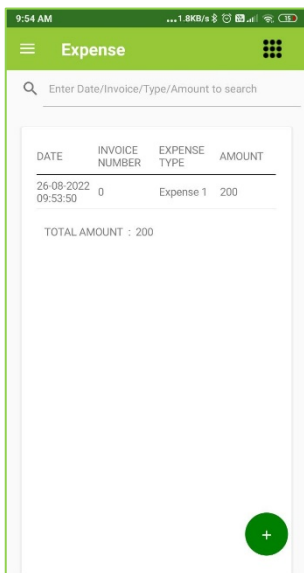 9:54 AM ...1.8KB/s 15
Expense
Enter Date/Invoice/Type/Amount to search
DATE INVOICE NUMBER EXPENSE TYPE AMOUNT
26-08-2022 09:53:50 0 Expense 1 200
TOTAL AMOUNT : 200
+